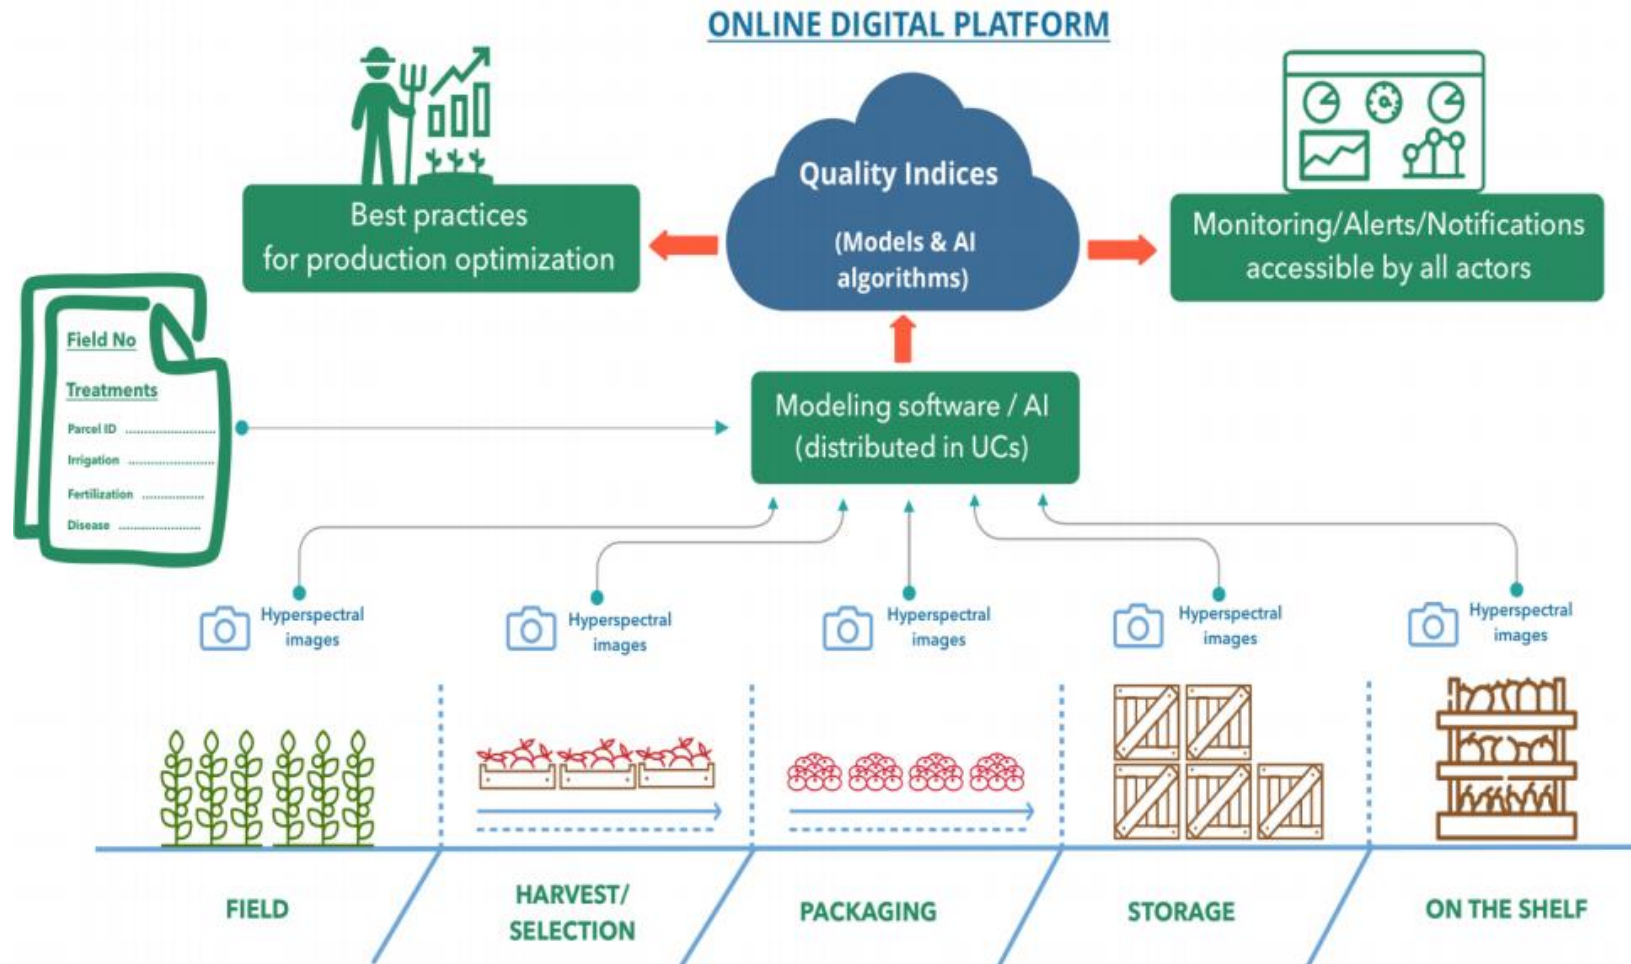 ONLINE DIGITAL PLATFORM
Best practices
for production optimization
Quality Indices
(Models & AI
algorithms)
Monitoring/Alerts/Notifications
accessible by all actors
Field No
Treatments
Parcel ID ........................
Irrigation ........................
Fertilization .................
Disease ......................
Modeling software / AI
(distributed in UCs)
Hyperspectral
images
Hyperspectral
images
Hyperspectral
images
Hyperspectral
images
Hyperspectral
images
FIELD
HARVEST/
SELECTION
PACKAGING
STORAGE
ON THE SHELF